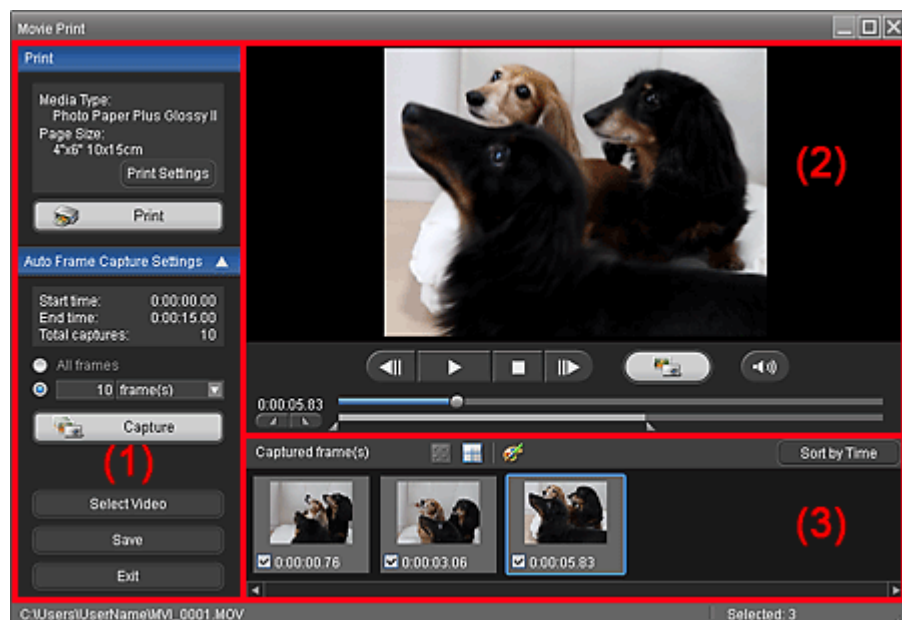 Movie Print
Print
Media Type:
Photo Paper Plus Glossy II
Page Size:
4"x6" 10x15cm
Print Settings
Print
Auto Frame Capture Settings
Start time: 0:00:00.00
End time: 0:00:15.00
Total captures: 10
All frames
10 frame(s)
Capture
(1)
Select Video
Save
Exit
(2)
0:00:05.83
Captured frame(s)
Sort by Time
0:00:00.76
0:00:03.06
0:00:05.83
(3)
C:\Users\UserName\MVI_0001.MOV
Selected: 3